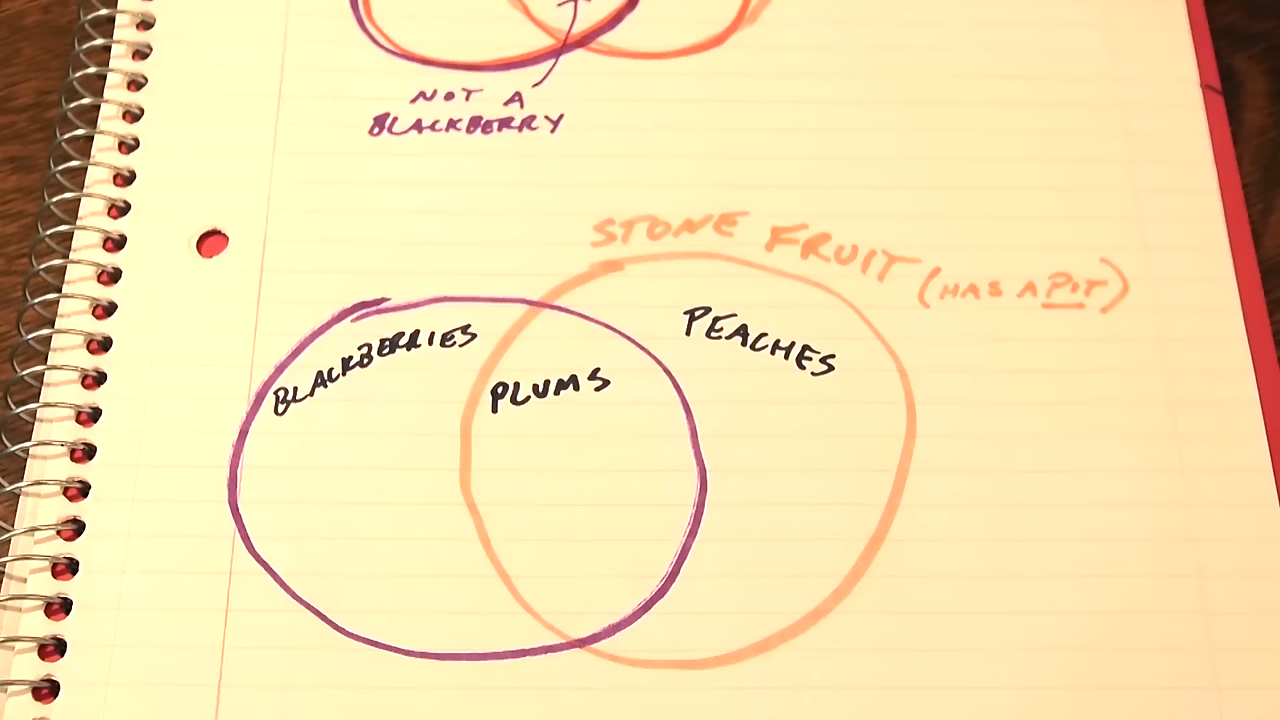 NOT A
BLACKBERRY
STONE FRUIT (HAS A PIT)
BLACKBERRIES
PLUMS
PEACHES